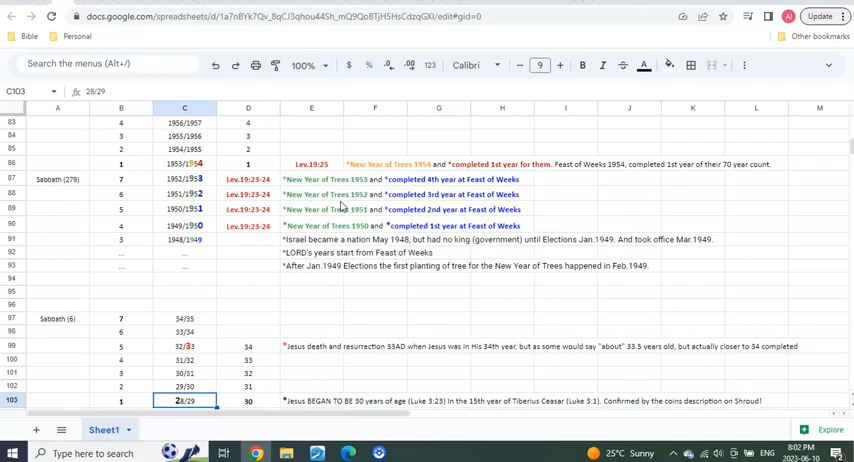 docs.google.com/spreadsheets/d/1a7nBYk7Qv_8qCJ3qhou44Sh_mQ9QoBTjHSHsCdzqGXI/edit#gid=0
AI
Update
Bible
Personal
Other bookmarks
Search the menus (Alt+/)
100%
$
%
.0
.00
123
Calibri
9
B
I
S
A
C103
fx
28/29
A B C D E F G H I J K L M
83 4 1956/1957 4
84 3 1955/1956 3
85 2 1954/1955 2
86 1 1953/1954 1 Lev.19:25 *New Year of Trees 1954 and *completed 1st year for them. Feast of Weeks 1954, completed 1st year of their 70 year count.
87 Sabbath (279) 7 1952/1953 Lev.19:23-24 *New Year of Trees 1953 and *completed 4th year at Feast of Weeks
88 6 1951/1952 Lev.19:23-24 *New Year of Trees 1952 and *completed 3rd year at Feast of Weeks
89 5 1950/1951 Lev.19:23-24 *New Year of Trees 1951 and *completed 2nd year at Feast of Weeks
90 4 1949/1950 Lev.19:23-24 *New Year of Trees 1950 and *completed 1st year at Feast of Weeks
91 3 1948/1949 *Israel became a nation May 1948, but had no king (government) until Elections Jan.1949. And took office Mar.1949.
92 ... ... *LORD's years start from Feast of Weeks
93 ... ... *After Jan.1949 Elections the first planting of tree for the New Year of Trees happened in Feb.1949.
94
95
96
97 Sabbath (6) 7 34/35
98 6 33/34
99 5 32/33 34 *Jesus death and resurrection 33AD when Jesus was in His 34th year, but as some would say "about" 33.5 years old, but actually closer to 34 completed
100 4 31/32 33
101 3 30/31 32
102 2 29/30 31
103 1 28/29 30 *Jesus BEGAN TO BE 30 years of age (Luke 3:23) In the 15th year of Tiberius Ceasar (Luke 3:1). Confirmed by the coins description on Shroud!
Sheet1
Explore
Type here to search
25°C Sunny
ENG
8:02 PM
2023-06-10
2